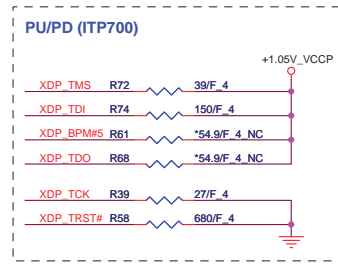 PU/PD (ITP700)
+1.05V_VCCP
XDP_TMS R72 39/F_4
XDP_TDI R74 150/F_4
XDP_BPM#5 R61 *54.9/F_4_NC
XDP_TDO R68 *54.9/F_4_NC
XDP_TCK R39 27/F_4
XDP_TRST# R58 680/F_4